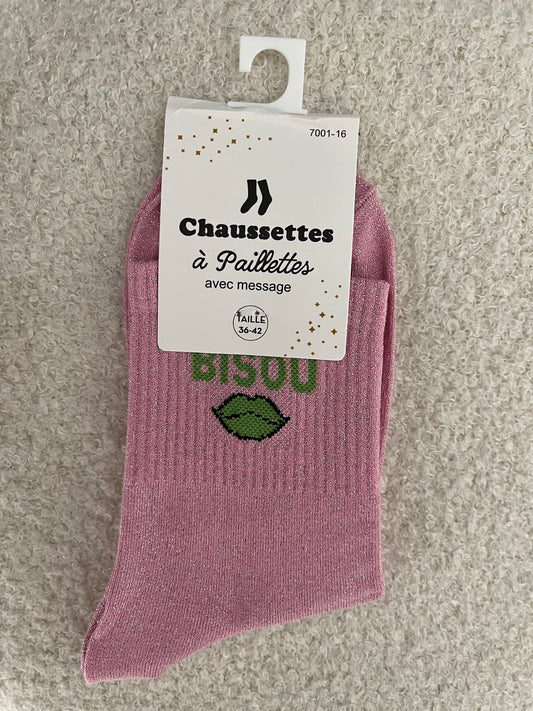 7001-16
Chaussettes
à Paillettes
avec message
TAILLE
36-42
BISOU